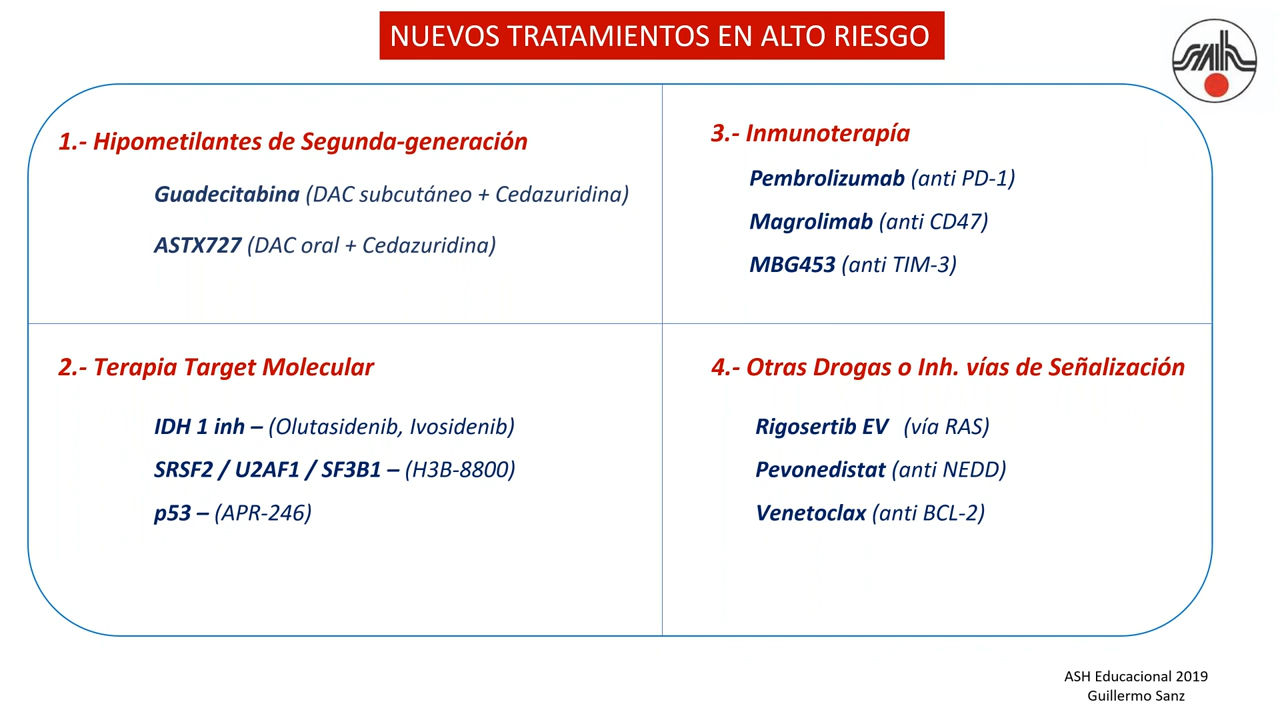 NUEVOS TRATAMIENTOS EN ALTO RIESGO
1.- Hipometilantes de Segunda-generación
Guadecitabina (DAC subcutáneo + Cedazuridina)
ASTX727 (DAC oral + Cedazuridina)
2.- Terapia Target Molecular
IDH 1 inh – (Olutasidenib, Ivosidenib)
SRSF2 / U2AF1 / SF3B1 – (H3B-8800)
p53 – (APR-246)
3.- Inmunoterapía
Pembrolizumab (anti PD-1)
Magrolimab (anti CD47)
MBG453 (anti TIM-3)
4.- Otras Drogas o Inh. vías de Señalización
Rigosertib EV (vía RAS)
Pevonedistat (anti NEDD)
Venetoclax (anti BCL-2)
ASH Educacional 2019
Guillermo Sanz